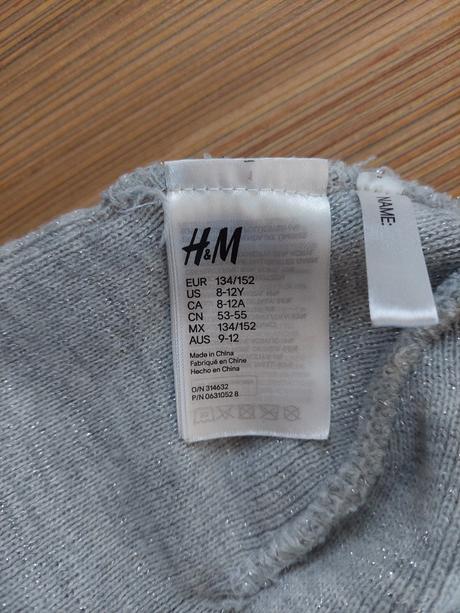 H&M
EUR 134/152
US 8-12Y
CA 8-12A
CN 53-55
MX 134/152
AUS 9-12
Made in China
Fabriqué en Chine
Hecho en China
O/N 314632
P/N 0631052 8
NAME: